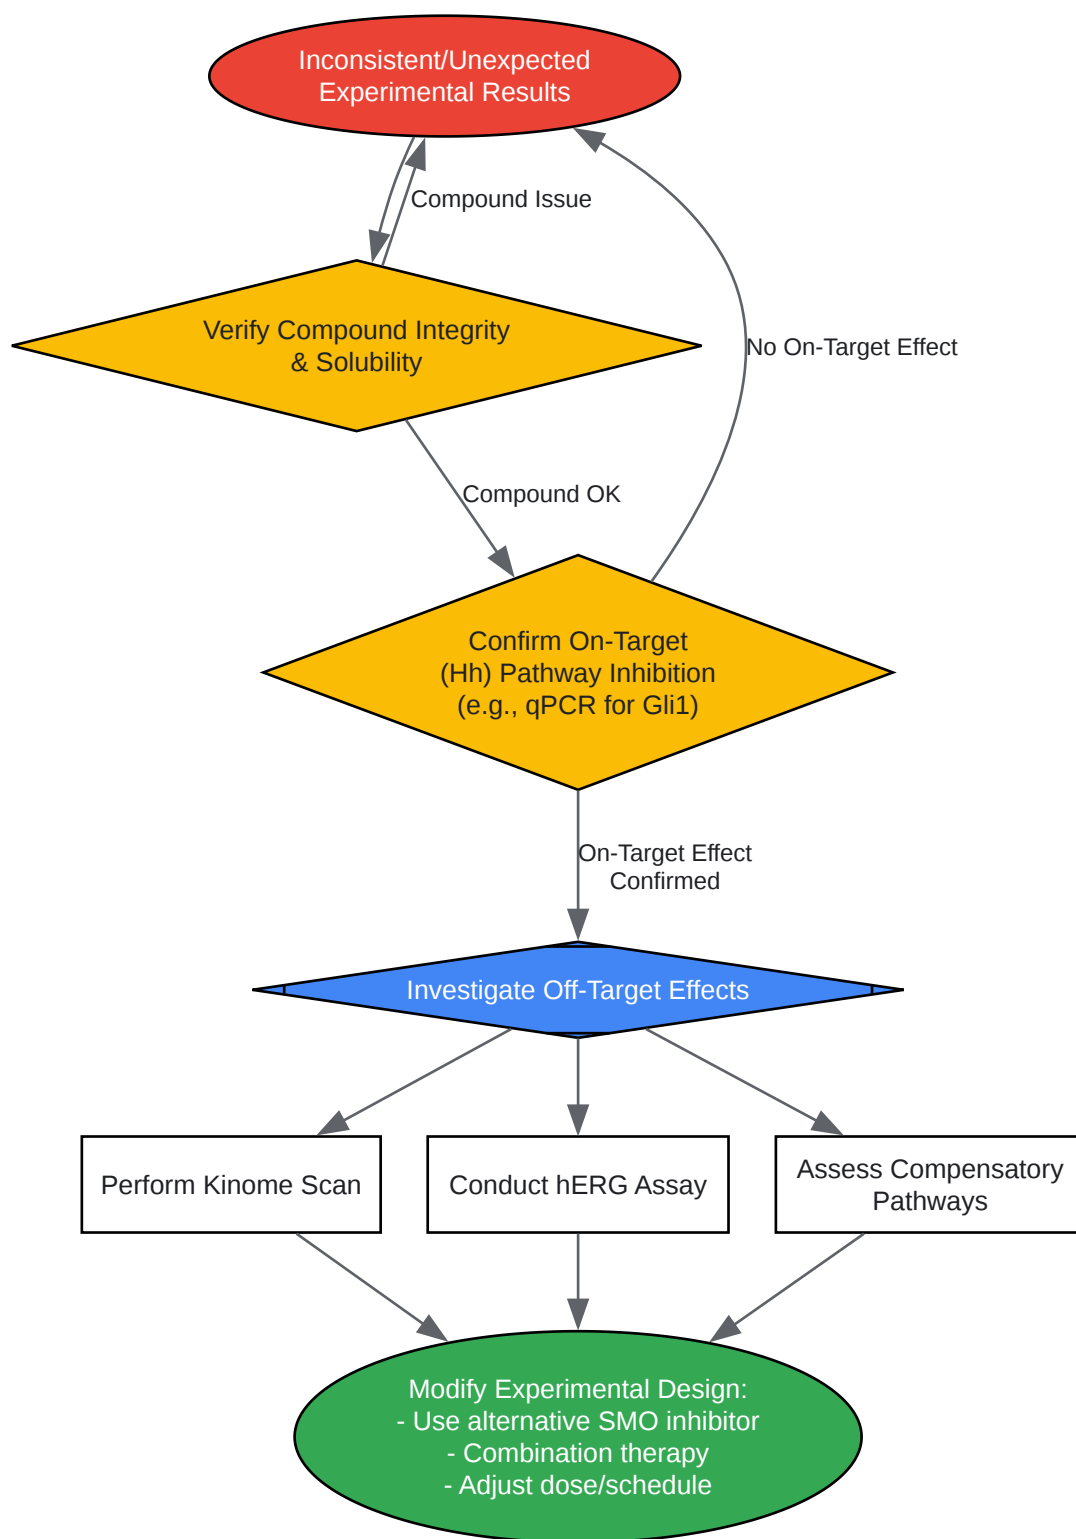 Inconsistent/Unexpected
Experimental Results
Compound Issue
Verify Compound Integrity
& Solubility
No On-Target Effect
Compound OK
Confirm On-Target
(Hh) Pathway Inhibition
(e.g., qPCR for Gli1)
On-Target Effect
Confirmed
Investigate Off-Target Effects
Perform Kinome Scan
Conduct hERG Assay
Assess Compensatory
Pathways
Modify Experimental Design:
- Use alternative SMO inhibitor
- Combination therapy
- Adjust dose/schedule